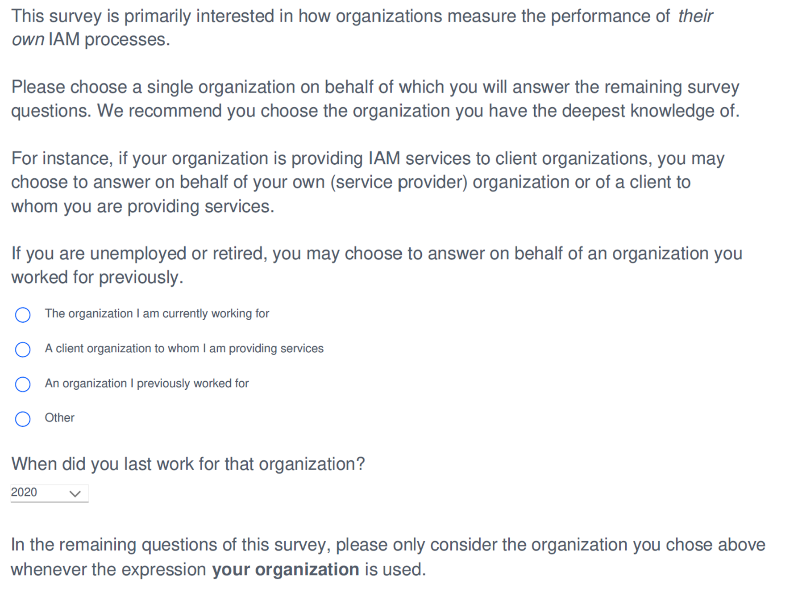 This survey is primarily interested in how organizations measure the performance of their
own IAM processes.
Please choose a single organization on behalf of which you will answer the remaining survey
questions. We recommend you choose the organization you have the deepest knowledge of.
For instance, if your organization is providing IAM services to client organizations, you may
choose to answer on behalf of your own (service provider) organization or of a client to
whom you are providing services.
If you are unemployed or retired, you may choose to answer on behalf of an organization you
worked for previously.
The organization I am currently working for
A client organization to whom I am providing services
An organization I previously worked for
Other
When did you last work for that organization?
2020
In the remaining questions of this survey, please only consider the organization you chose above
whenever the expression your organization is used.